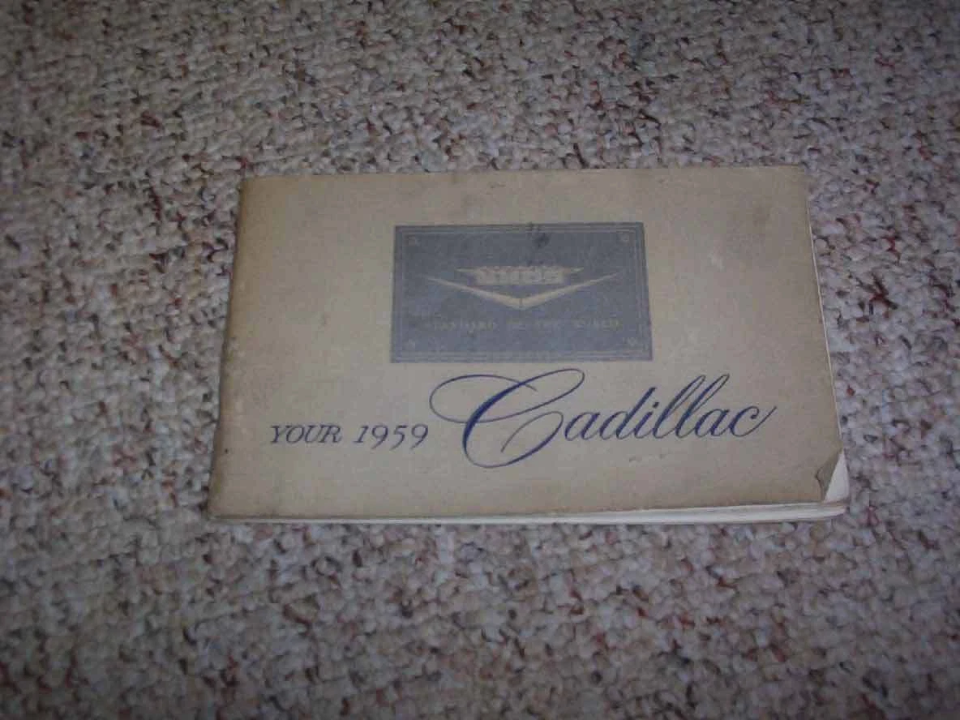 STANDARD OF THE WORLD
YOUR 1959 Cadillac